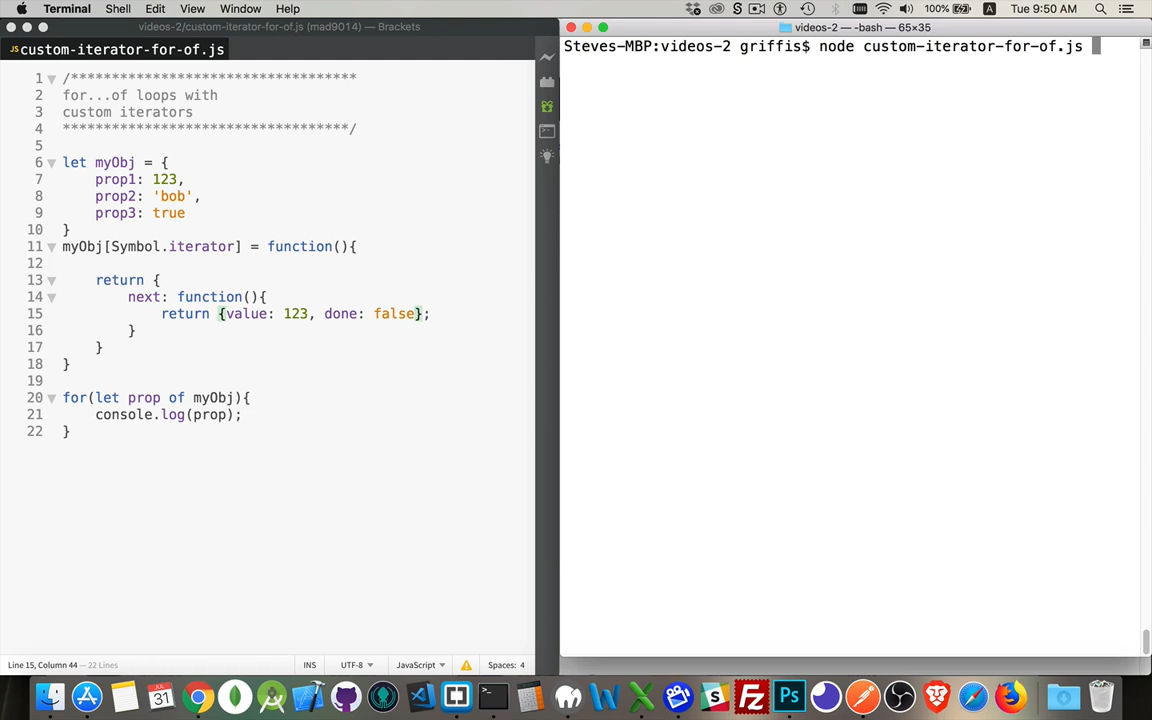 Terminal Shell Edit View Window Help 100% Tue 9:50 AM
videos-2/custom-iterator-for-of.js (mad9014) — Brackets
videos-2 — -bash — 65×35
custom-iterator-for-of.js
Steves-MBP:videos-2 griffis$ node custom-iterator-for-of.js
1 /**********************************
2 for...of loops with
3 custom iterators
4 **********************************/
5
6 let myObj = {
7 prop1: 123,
8 prop2: 'bob',
9 prop3: true
10 }
11 myObj[Symbol.iterator] = function(){
12
13 return {
14 next: function(){
15 return {value: 123, done: false};
16 }
17 }
18 }
19
20 for(let prop of myObj){
21 console.log(prop);
22 }
Line 15, Column 44 — 22 Lines INS UTF-8 JavaScript Spaces: 4